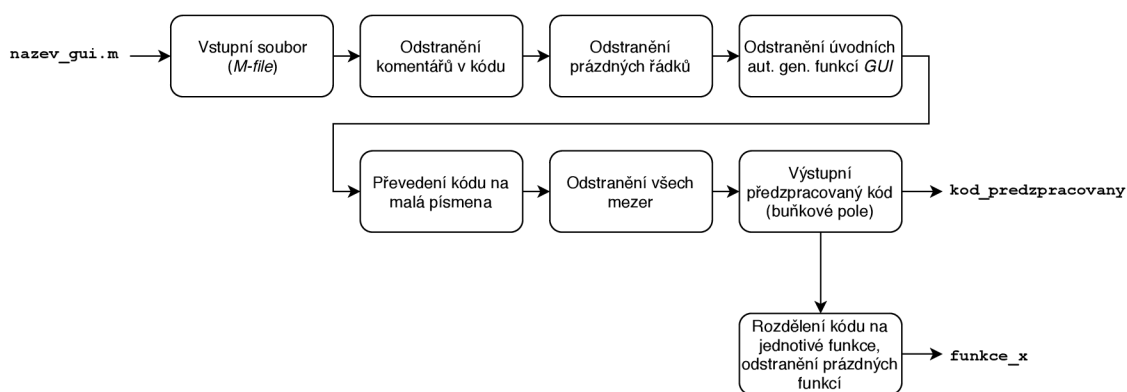 nazev_gui.m
Vstupní soubor
(M-file)
Odstranění
komentářů v kódu
Odstranění
prázdných řádků
Odstranění úvodních
aut. gen. funkcí GUI
Převedení kódu na
malá písmena
Odstranění všech
mezer
Výstupní
předzpracovaný kód
(buňkové pole)
kod_predzpracovany
Rozdělení kódu na
jednotivé funkce,
odstranění prázdných
funkcí
funkce_x